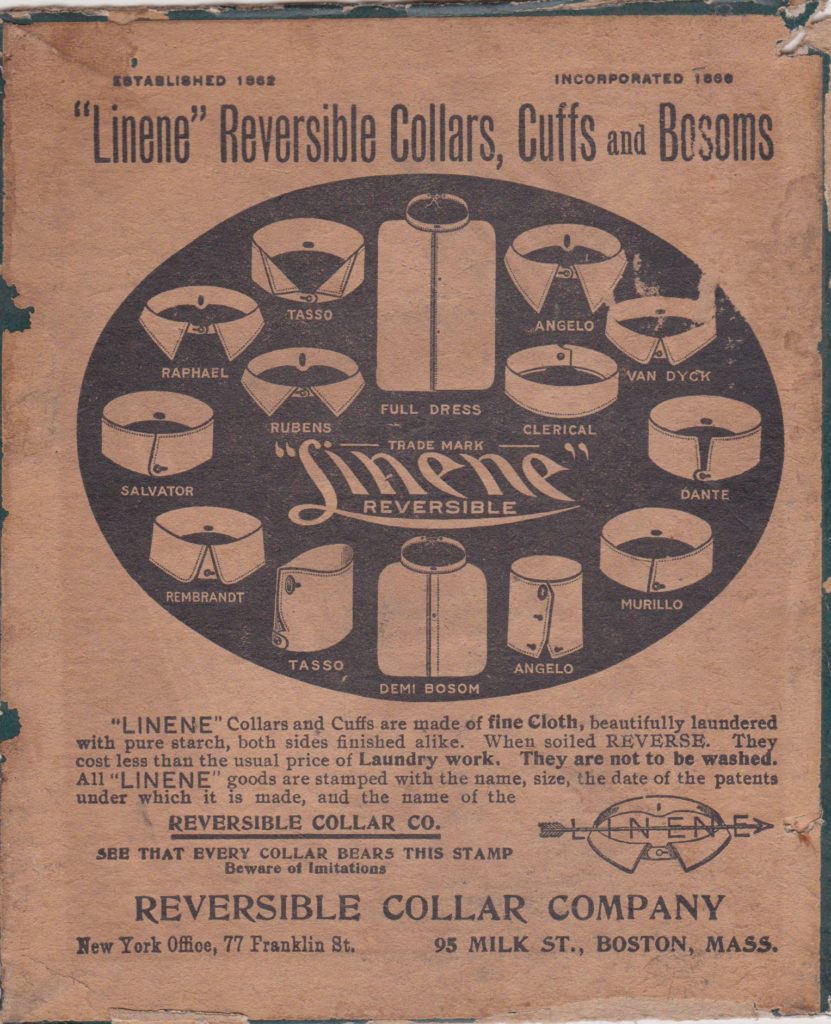 ESTABLISHED 1862
INCORPORATED 1866
"Linene" Reversible Collars, Cuffs and Bosoms
TASSO
ANGELO
RAPHAEL
VAN DYCK
FULL DRESS
RUBENS
CLERICAL
TRADE MARK
"Linene"
REVERSIBLE
SALVATOR
DANTE
REMBRANDT
MURILLO
TASSO
ANGELO
DEMI BOSOM
"LINENE" Collars and Cuffs are made of fine Cloth, beautifully laundered
with pure starch, both sides finished alike. When soiled REVERSE. They
cost less than the usual price of Laundry work. They are not to be washed.
All "LINENE" goods are stamped with the name, size, the date of the patents
under which it is made, and the name of the
REVERSIBLE COLLAR CO.
LINENE
SEE THAT EVERY COLLAR BEARS THIS STAMP
Beware of Imitations
REVERSIBLE COLLAR COMPANY
New York Office, 77 Franklin St. 95 MILK ST., BOSTON, MASS.